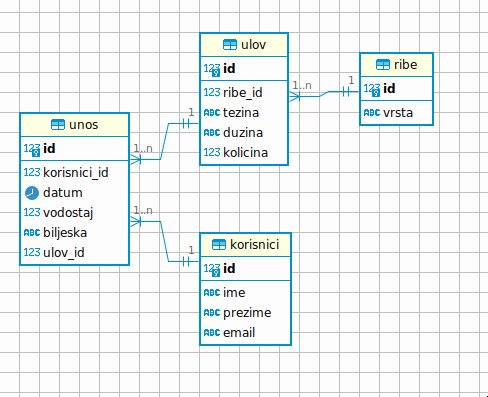 ulov
123 id
123 ribe_id
ABC tezina
ABC duzina
123 kolicina
1..n
1
ribe
123 id
ABC vrsta
unos
123 id
123 korisnici_id
datum
123 vodostaj
ABC biljeska
123 ulov_id
1..n
1
1..n
1
korisnici
123 id
ABC ime
ABC prezime
ABC email